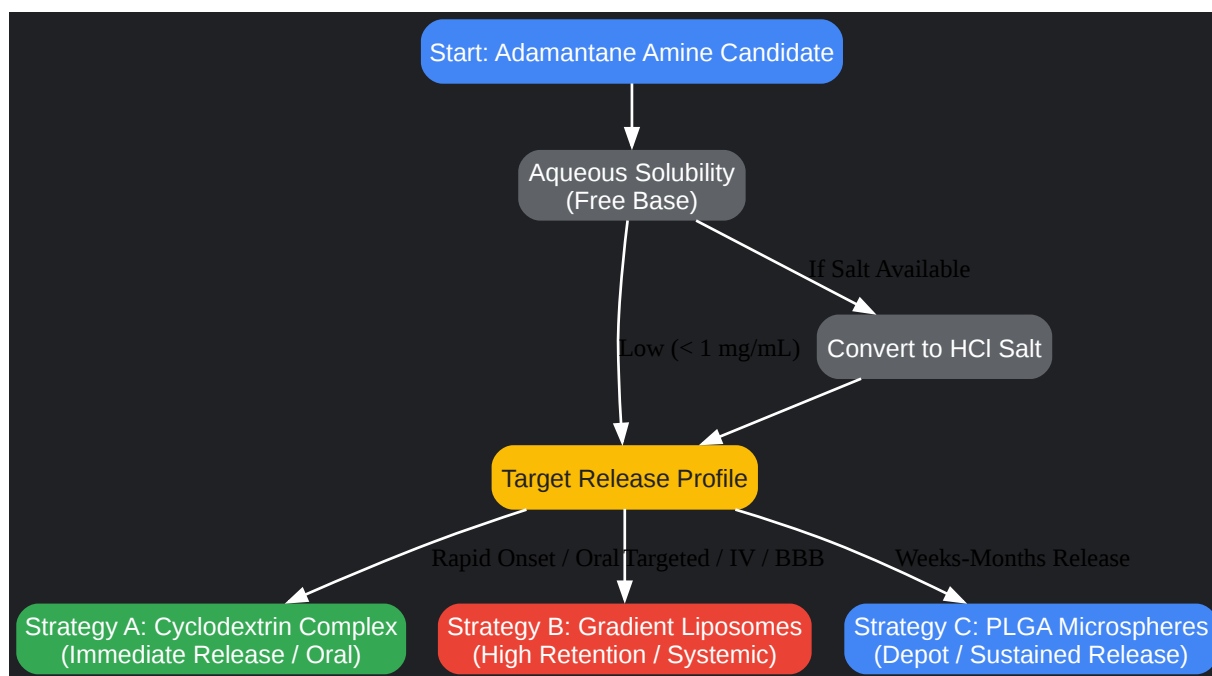 Start: Adamantane Amine Candidate
Aqueous Solubility
(Free Base)
If Salt Available
Low (< 1 mg/mL)
Convert to HCl Salt
Target Release Profile
Rapid Onset / Oral
Targeted / IV / BBB
Weeks-Months Release
Strategy A: Cyclodextrin Complex
(Immediate Release / Oral)
Strategy B: Gradient Liposomes
(High Retention / Systemic)
Strategy C: PLGA Microspheres
(Depot / Sustained Release)